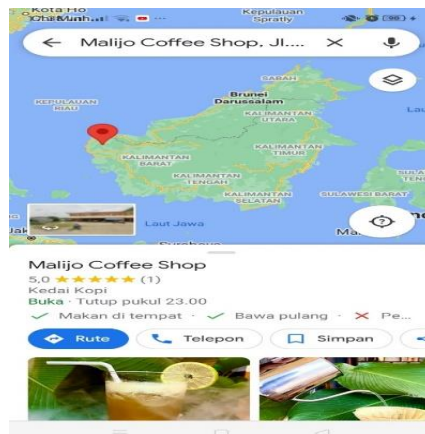 Kota Ho
Chi Minh
Kepulauan
Spratly
Malijo Coffee Shop, Jl....
SABAH
Brunei
Darussalam
KEPULAUAN
RIAU
KALIMANTAN
UTARA
KALIMANTAN
BARAT
KALIMANTAN
TIMUR
KALIMANTAN
TENGAH
KALIMANTAN
SELATAN
SULAWESI BARAT
Laut Jawa
Malijo Coffee Shop
5,0 ★★★★★ (1)
Kedai Kopi
Buka · Tutup pukul 23.00
✓ Makan di tempat · ✓ Bawa pulang · ✕ Pe...
Rute
Telepon
Simpan